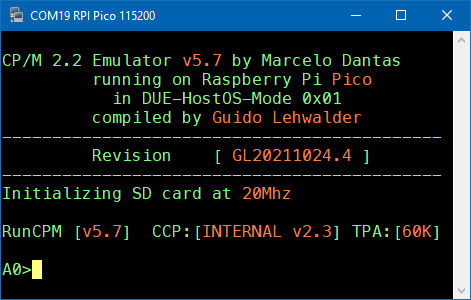 COM19 RPI Pico 115200
CP/M 2.2 Emulator v5.7 by Marcelo Dantas
running on Raspberry Pi Pico
in DUE-HostOS-Mode 0x01
compiled by Guido Lehwalder
--------------------------------------------
Revision [ GL20211024.4 ]
--------------------------------------------
Initializing SD card at 20Mhz
RunCPM [v5.7] CCP:[INTERNAL v2.3] TPA:[60K]
A0>